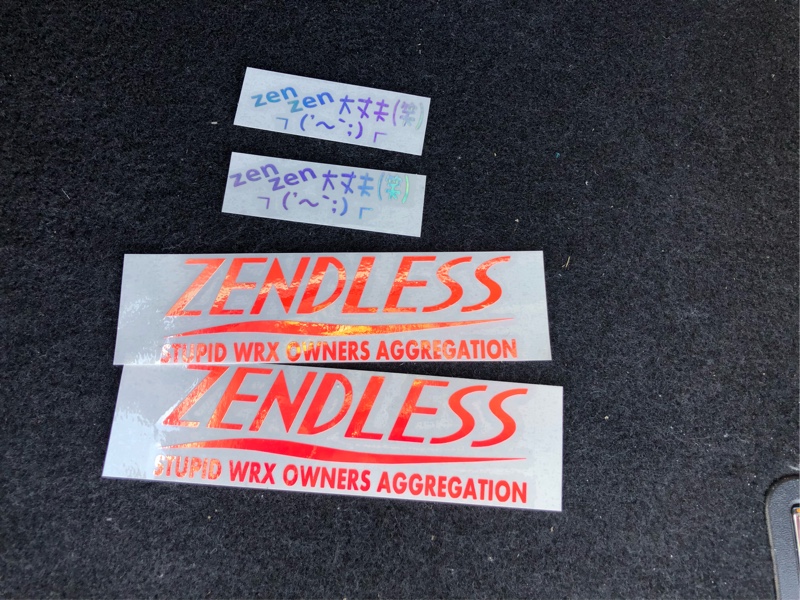 zen
zen 大丈夫(笑)
ㄱ ('～`;) ┌
zen
zen 大丈夫(笑)
ㄱ ('～`;) ┌
ZENDLESS
STUPID WRX OWNERS AGGREGATION
ZENDLESS
STUPID WRX OWNERS AGGREGATION